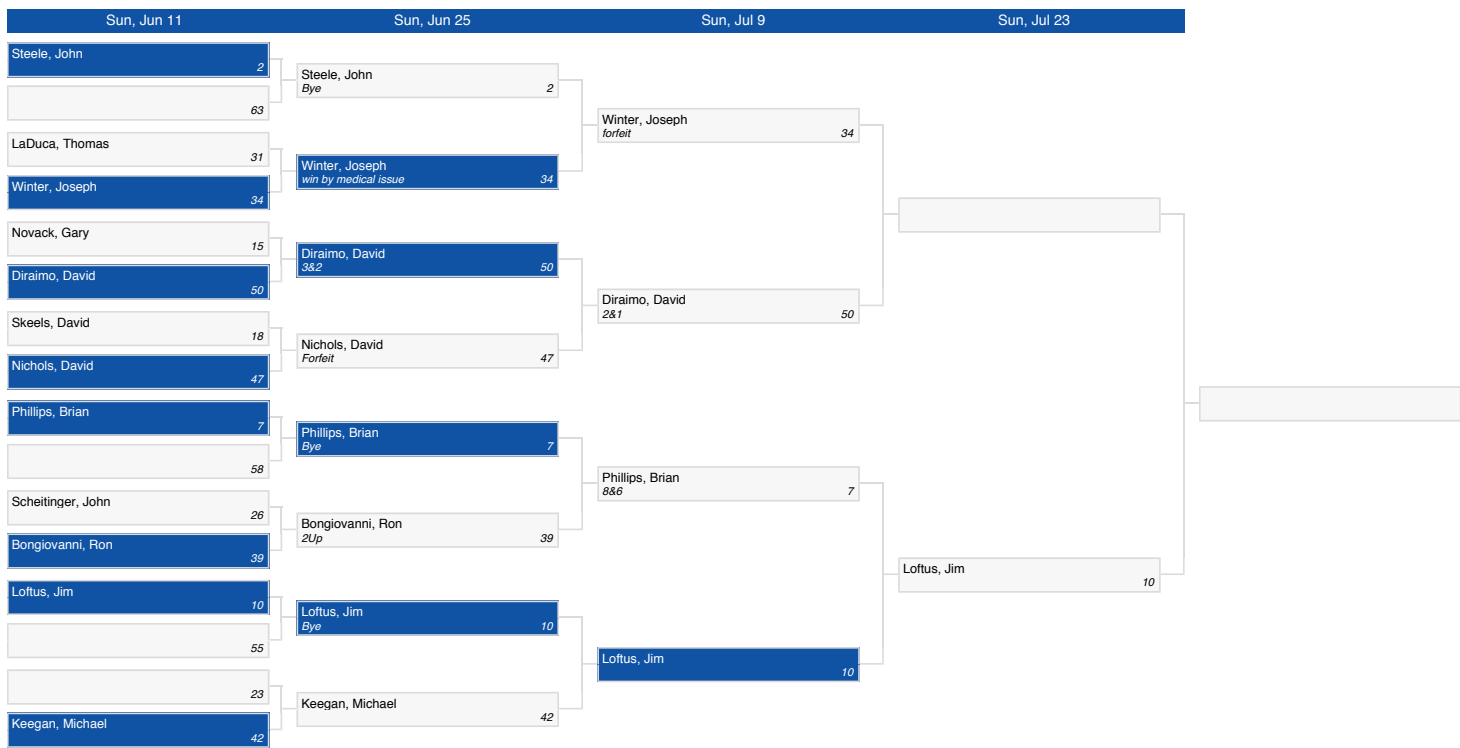 Sun, Jun 11
Sun, Jun 25
Sun, Jul 9
Sun, Jul 23
Steele, John
2
63
LaDuca, Thomas
31
Winter, Joseph
34
Novack, Gary
15
Diraimo, David
50
Skeels, David
18
Nichols, David
47
Phillips, Brian
7
58
Scheitinger, John
26
Bongiovanni, Ron
39
Loftus, Jim
10
55
23
Keegan, Michael
42
Steele, John
Bye 2
Winter, Joseph
win by medical issue 34
Diraimo, David
3&2 50
Nichols, David
Forfeit 47
Phillips, Brian
Bye 7
Bongiovanni, Ron
2Up 39
Loftus, Jim
Bye 10
Keegan, Michael
42
Winter, Joseph
forfeit 34
Diraimo, David
2&1 50
Phillips, Brian
8&6 7
Loftus, Jim
10
Loftus, Jim
10